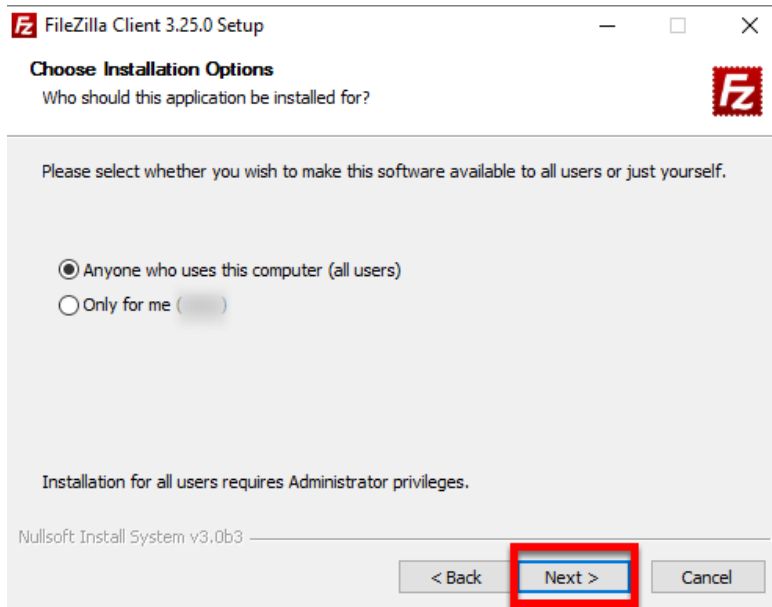 FileZilla Client 3.25.0 Setup
Choose Installation Options
Who should this application be installed for?
Fz
Please select whether you wish to make this software available to all users or just yourself.
Anyone who uses this computer (all users)
Only for me ( )
Installation for all users requires Administrator privileges.
Nullsoft Install System v3.0b3
< Back Next > Cancel